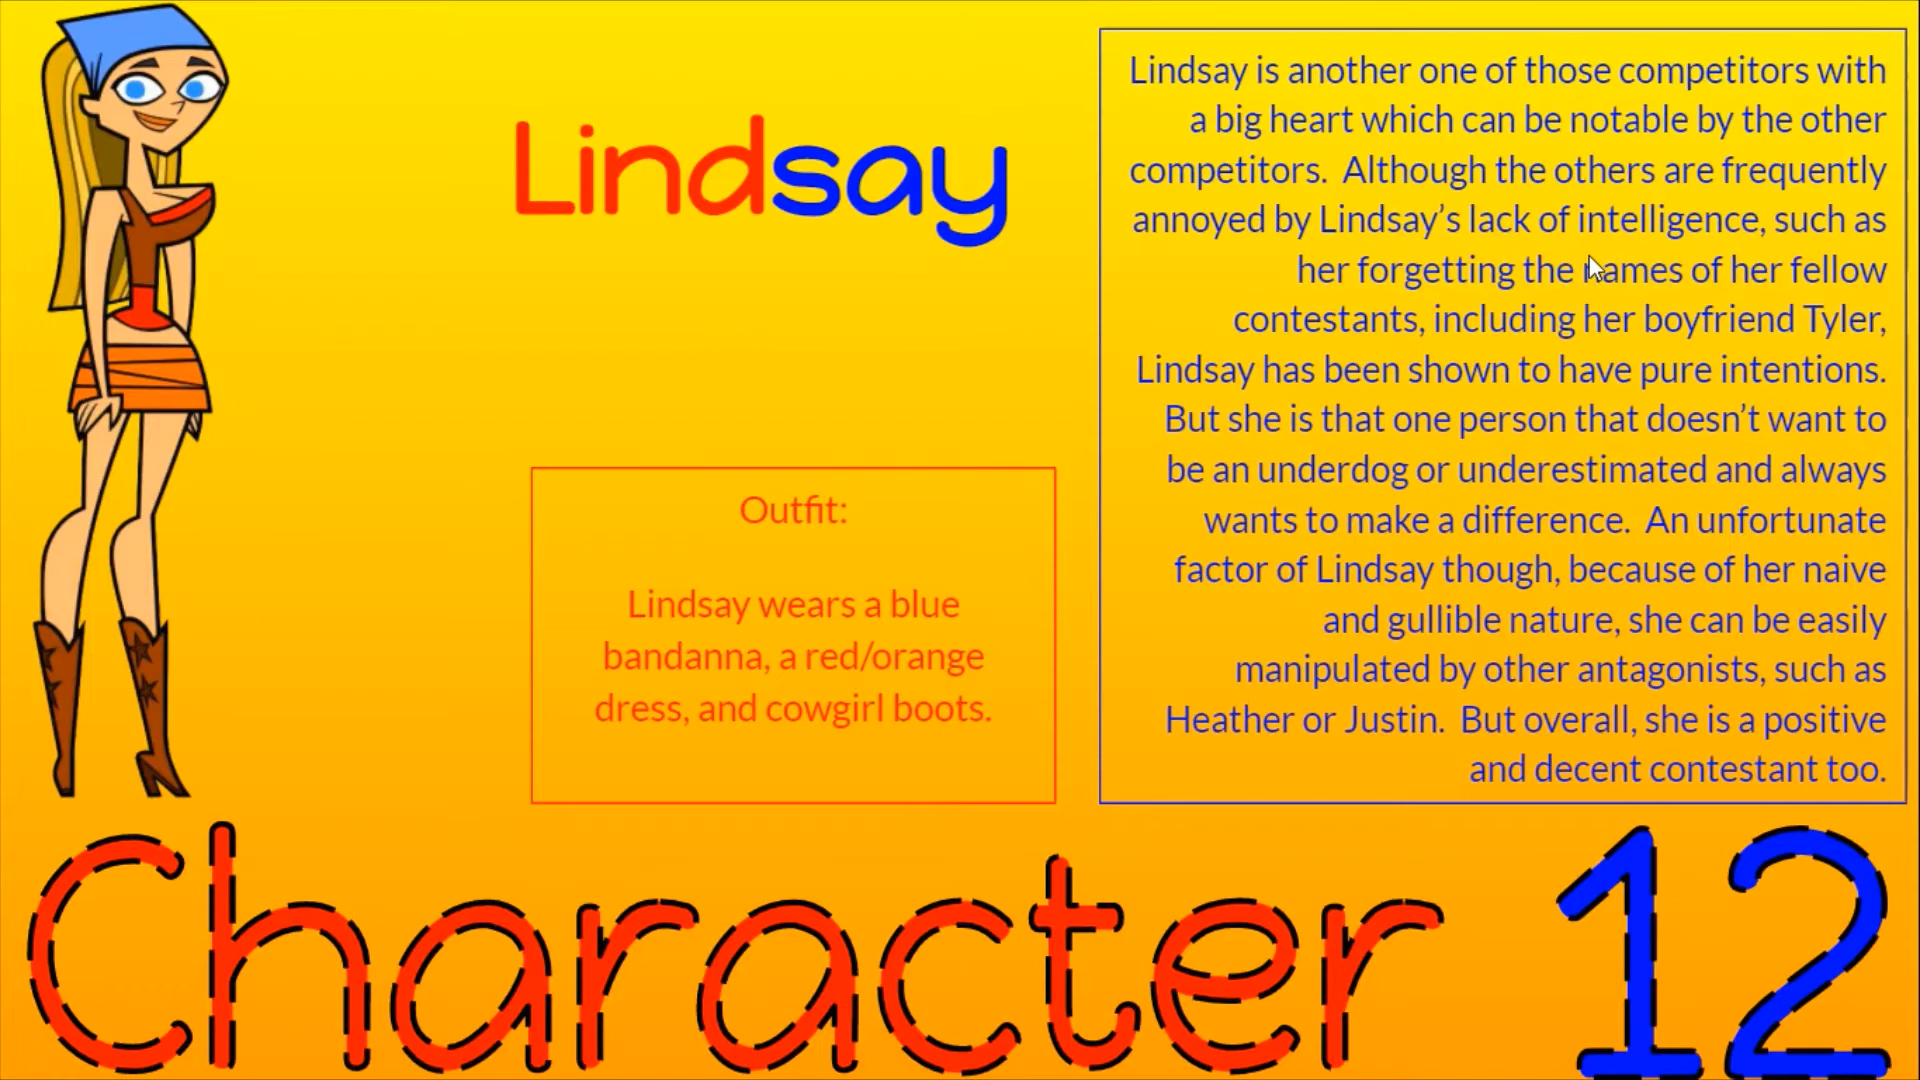 Lindsay
Lindsay is another one of those competitors with
a big heart which can be notable by the other
competitors.  Although the others are frequently
annoyed by Lindsay’s lack of intelligence, such as
her forgetting the names of her fellow
contestants, including her boyfriend Tyler,
Lindsay has been shown to have pure intentions.
But she is that one person that doesn’t want to
be an underdog or underestimated and always
wants to make a difference.  An unfortunate
factor of Lindsay though, because of her naive
and gullible nature, she can be easily
manipulated by other antagonists, such as
Heather or Justin.  But overall, she is a positive
and decent contestant too.
Outfit:
Lindsay wears a blue
bandanna, a red/orange
dress, and cowgirl boots.
Character 12